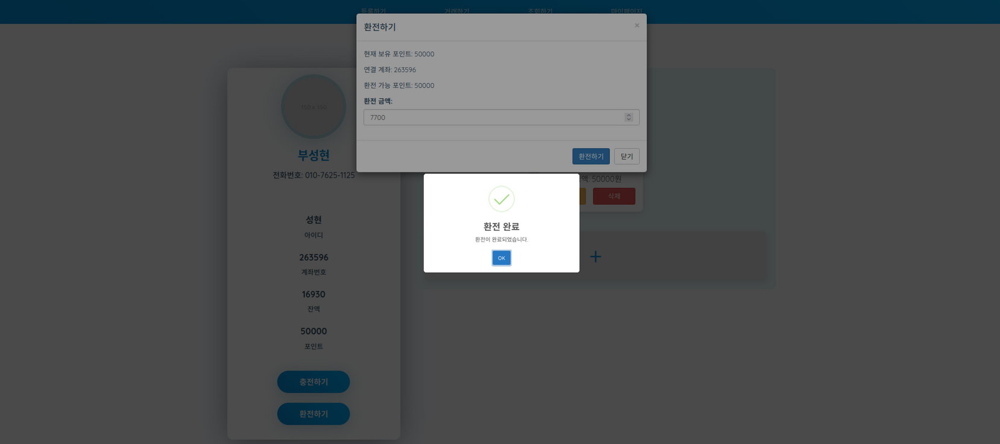 등록하기 거래하기 조회하기 마이페이지
환전하기 ×
현재 보유 포인트: 50000
연결 계좌: 263596
환전 가능 포인트: 50000
환전 금액:
7700
환전하기 닫기
150 x 150
부성현
전화번호: 010-7625-1125
성현
아이디
263596
계좌번호
16930
잔액
50000
포인트
충전하기
환전하기
액: 50000원
삭제
환전 완료
환전이 완료되었습니다.
OK
+